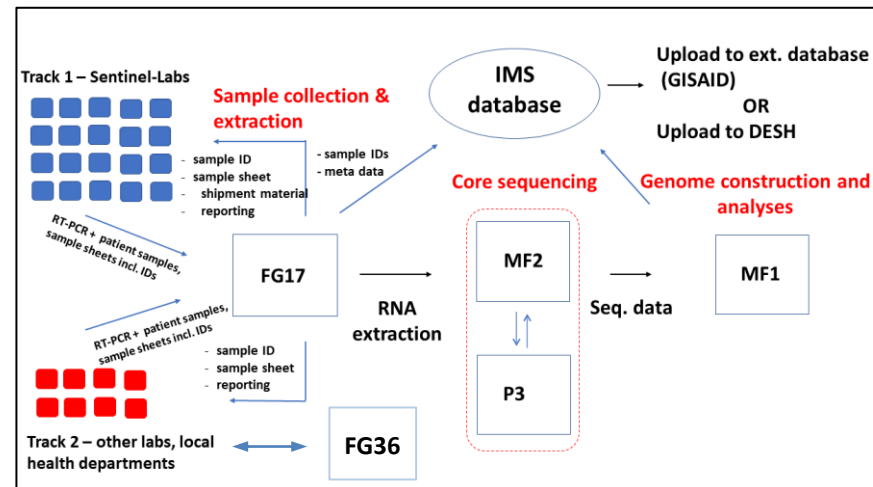 Track 1 – Sentinel-Labs
Sample collection &
extraction
- sample ID
- sample sheet
- shipment material
- reporting
- sample IDs
- meta data
RT-PCR + patient samples,
sample sheets incl. IDs
IMS
database
Upload to ext. database
(GISAID)
OR
Upload to DESH
Core sequencing
Genome construction and
analyses
FG17
RNA
extraction
MF2
P3
Seq. data
MF1
RT-PCR + patient samples,
sample sheets incl. IDs
- sample ID
- sample sheet
- reporting
Track 2 – other labs, local
health departments
FG36